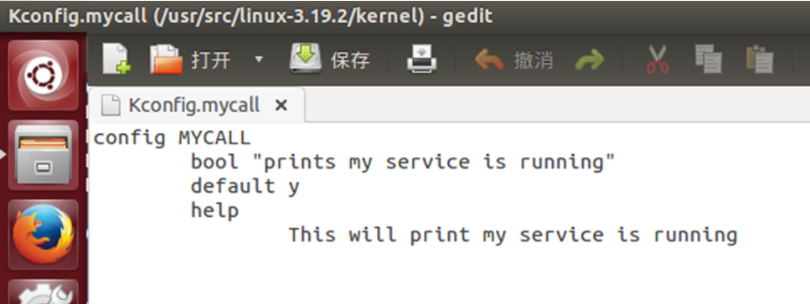 Kconfig.mycall (/usr/src/linux-3.19.2/kernel) - gedit
打开 保存 撤消
Kconfig.mycall ×
config MYCALL
bool "prints my service is running"
default y
help
This will print my service is running